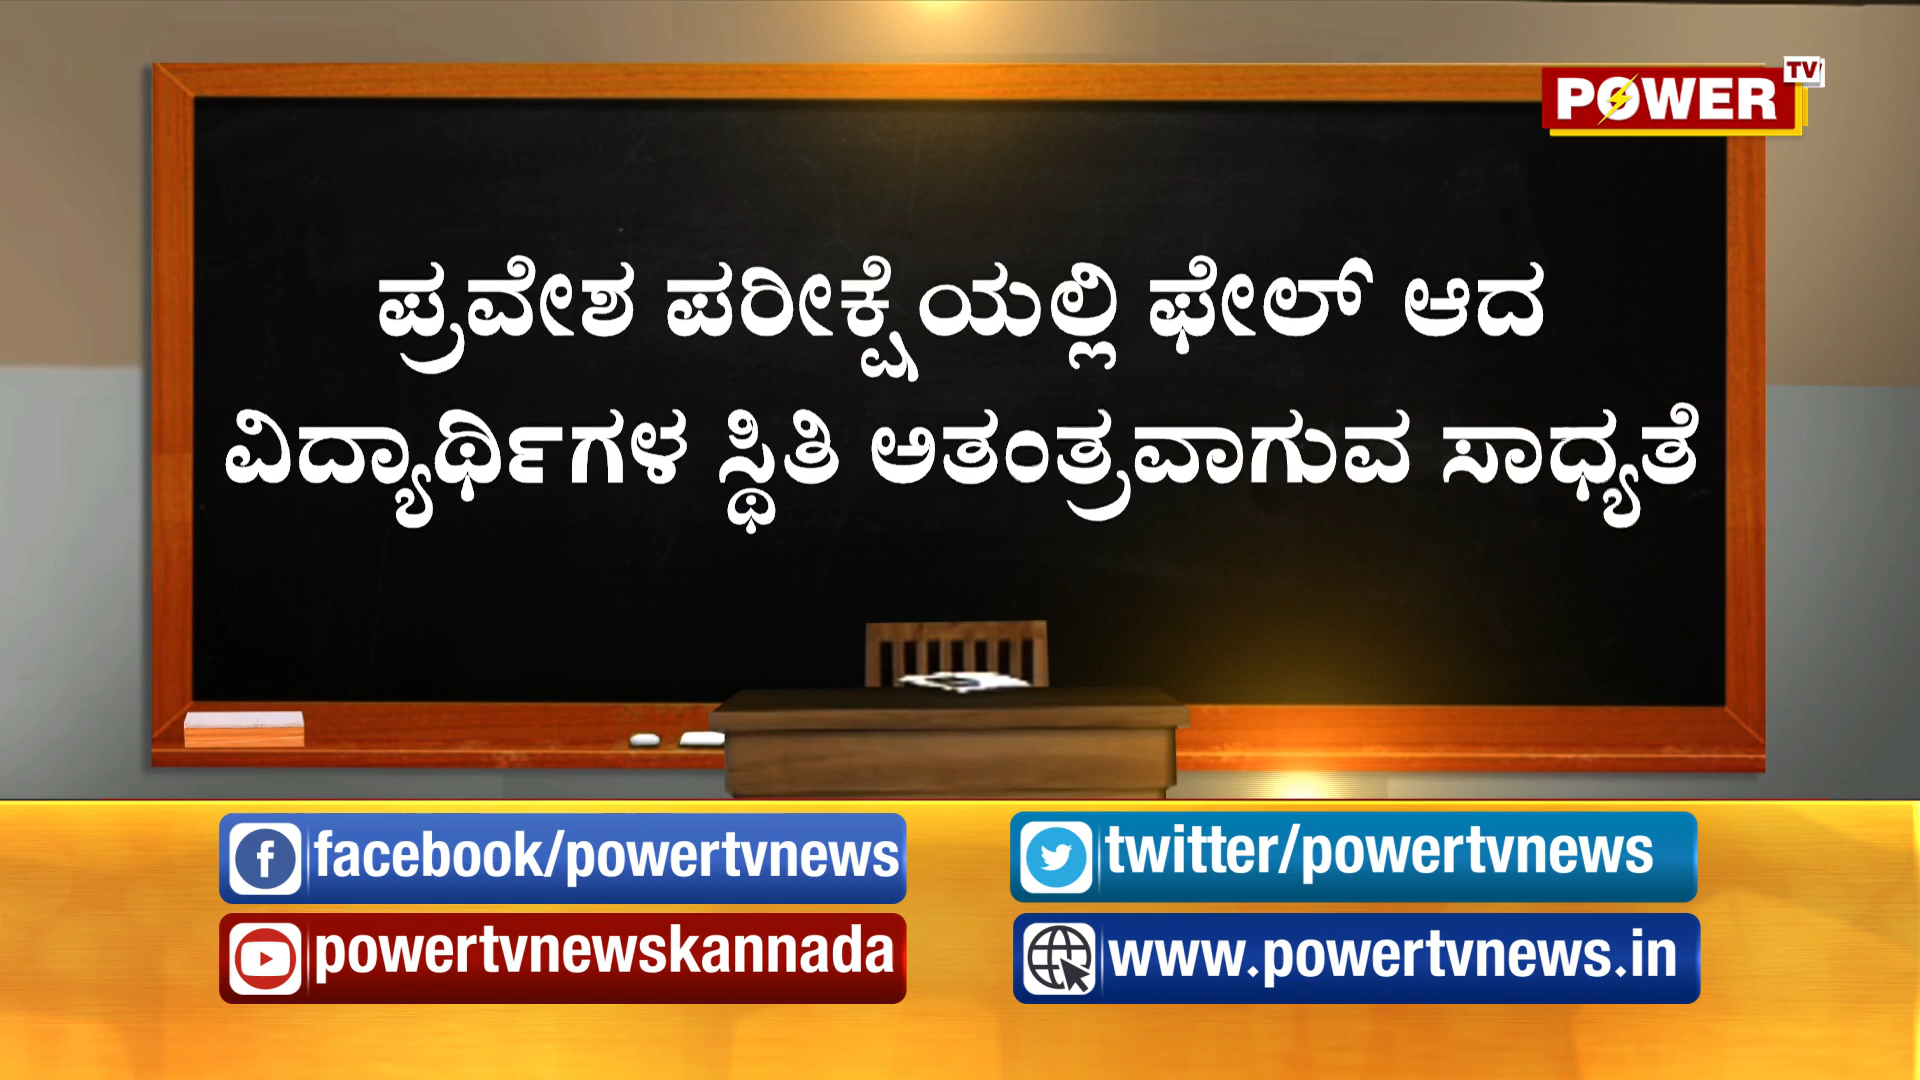 POWER TV
ಪ್ರವೇಶ ಪರೀಕ್ಷೆಯಲ್ಲಿ ಫೇಲ್ ಆದ
ವಿದ್ಯಾರ್ಥಿಗಳ ಸ್ಥಿತಿ ಅತಂತ್ರವಾಗುವ ಸಾಧ್ಯತೆ
facebook/powertvnews
twitter/powertvnews
powertvnewskannada
www.powertvnews.in